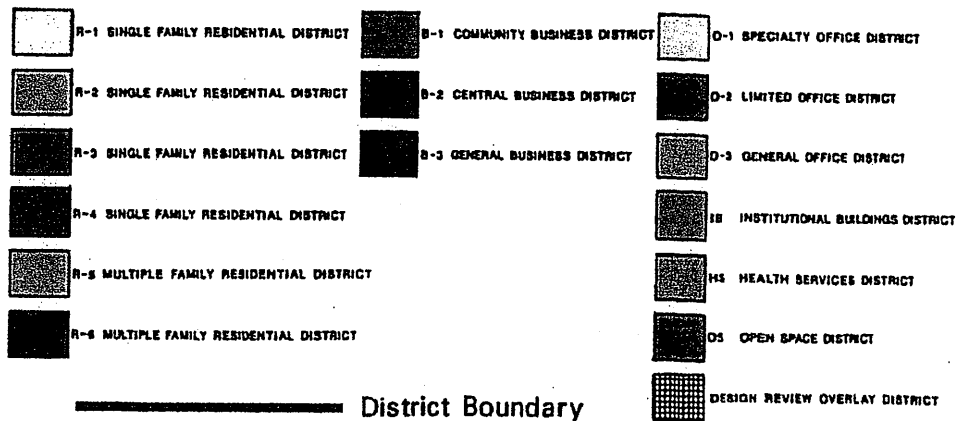 R-1 SINGLE FAMILY RESIDENTIAL DISTRICT
R-2 SINGLE FAMILY RESIDENTIAL DISTRICT
R-3 SINGLE FAMILY RESIDENTIAL DISTRICT
R-4 SINGLE FAMILY RESIDENTIAL DISTRICT
R-5 MULTIPLE FAMILY RESIDENTIAL DISTRICT
R-6 MULTIPLE FAMILY RESIDENTIAL DISTRICT
B-1 COMMUNITY BUSINESS DISTRICT
B-2 CENTRAL BUSINESS DISTRICT
B-3 GENERAL BUSINESS DISTRICT
O-1 SPECIALTY OFFICE DISTRICT
O-2 LIMITED OFFICE DISTRICT
O-3 GENERAL OFFICE DISTRICT
IB INSTITUTIONAL BUILDINGS DISTRICT
HS HEALTH SERVICES DISTRICT
OS OPEN SPACE DISTRICT
DESIGN REVIEW OVERLAY DISTRICT
District Boundary